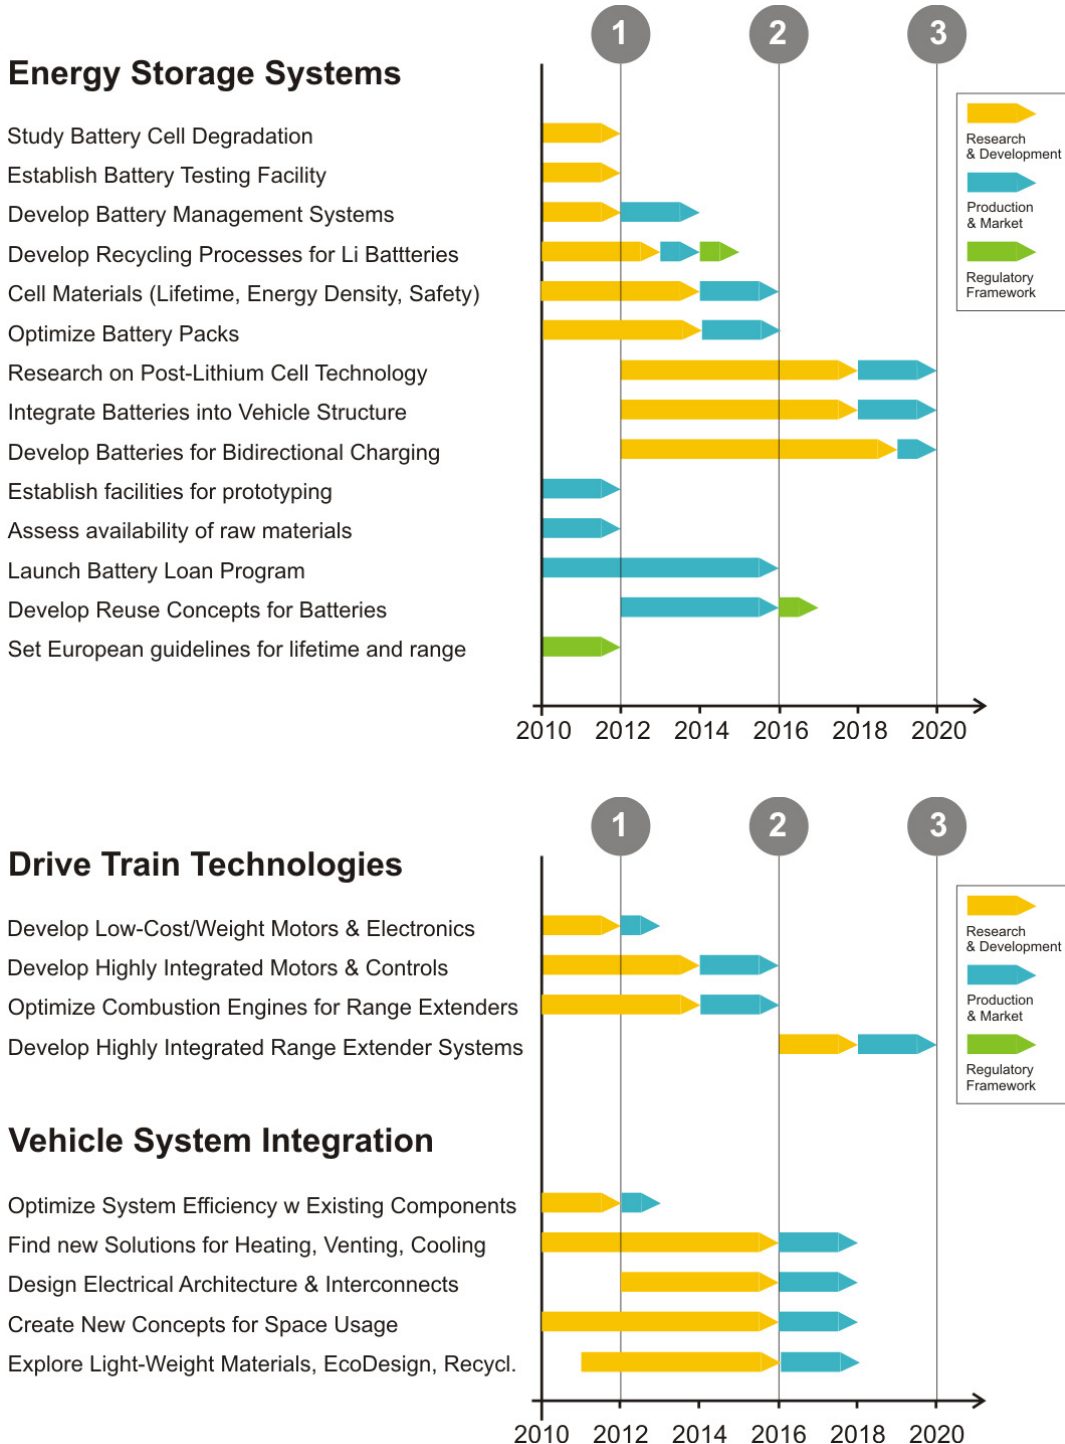 1 2 3
Energy Storage Systems
Study Battery Cell Degradation
Establish Battery Testing Facility
Develop Battery Management Systems
Develop Recycling Processes for Li Battteries
Cell Materials (Lifetime, Energy Density, Safety)
Optimize Battery Packs
Research on Post-Lithium Cell Technology
Integrate Batteries into Vehicle Structure
Develop Batteries for Bidirectional Charging
Establish facilities for prototyping
Assess availability of raw materials
Launch Battery Loan Program
Develop Reuse Concepts for Batteries
Set European guidelines for lifetime and range
Research
& Development
Production
& Market
Regulatory
Framework
2010 2012 2014 2016 2018 2020
1 2 3
Drive Train Technologies
Develop Low-Cost/Weight Motors & Electronics
Develop Highly Integrated Motors & Controls
Optimize Combustion Engines for Range Extenders
Develop Highly Integrated Range Extender Systems
Research
& Development
Production
& Market
Regulatory
Framework
Vehicle System Integration
Optimize System Efficiency w Existing Components
Find new Solutions for Heating, Venting, Cooling
Design Electrical Architecture & Interconnects
Create New Concepts for Space Usage
Explore Light-Weight Materials, EcoDesign, Recycl.
2010 2012 2014 2016 2018 2020